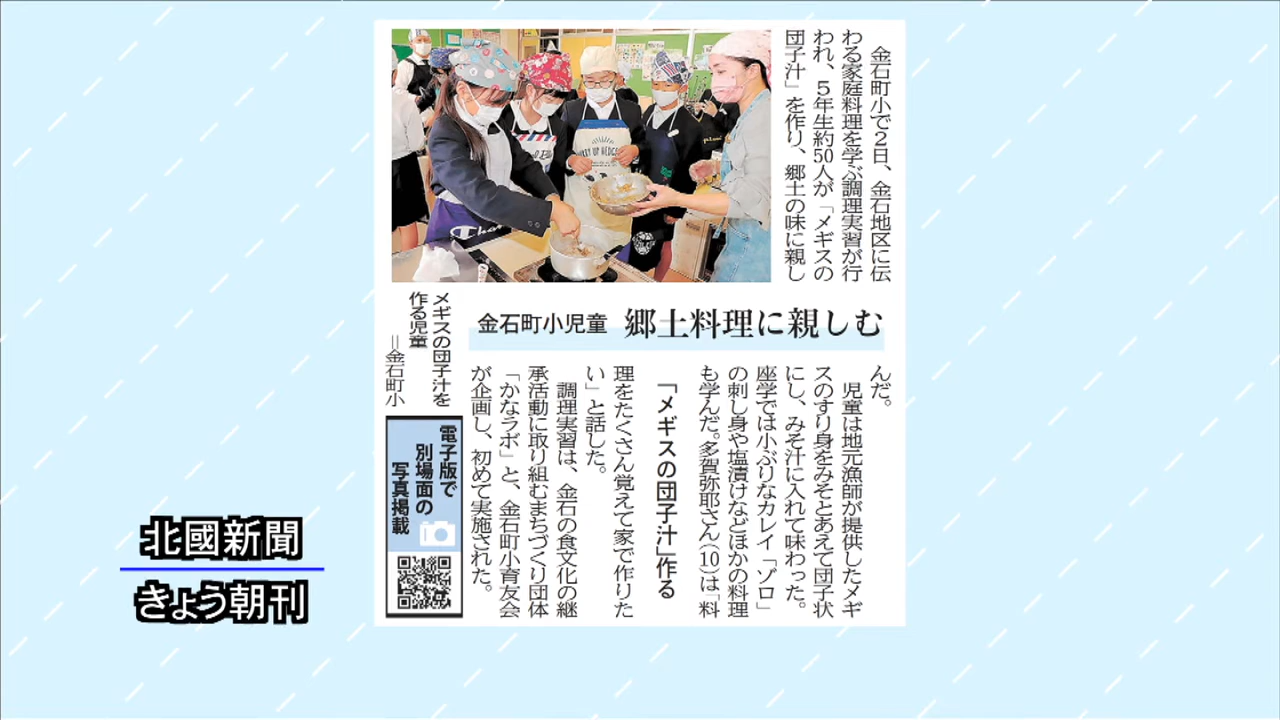 金石町小で2日、金石地区に伝
わる家庭料理を学ぶ調理実習が行
われ、5年生約50人が「メギスの
団子汁」を作り、郷土の味に親し
金石町小児童 郷土料理に親しむ
んだ。
児童は地元漁師が提供したメギ
スのすり身をみそとあえて団子状
にし、みそ汁に入れて味わった。
座学では小ぶりなカレイ「ゾロ」
の刺し身や塩漬けなどほかの料理
も学んだ。多賀弥耶さん(10)は「料
「メギスの団子汁」作る
理をたくさん覚えて家で作りた
い」と話した。
調理実習は、金石の食文化の継
承活動に取り組むまちづくり団体
「かなラボ」と、金石町小育友会
が企画し、初めて実施された。
メギスの団子汁を
作る児童
＝金石町小
電子版で
別場面の
写真掲載
北國新聞
きょう朝刊